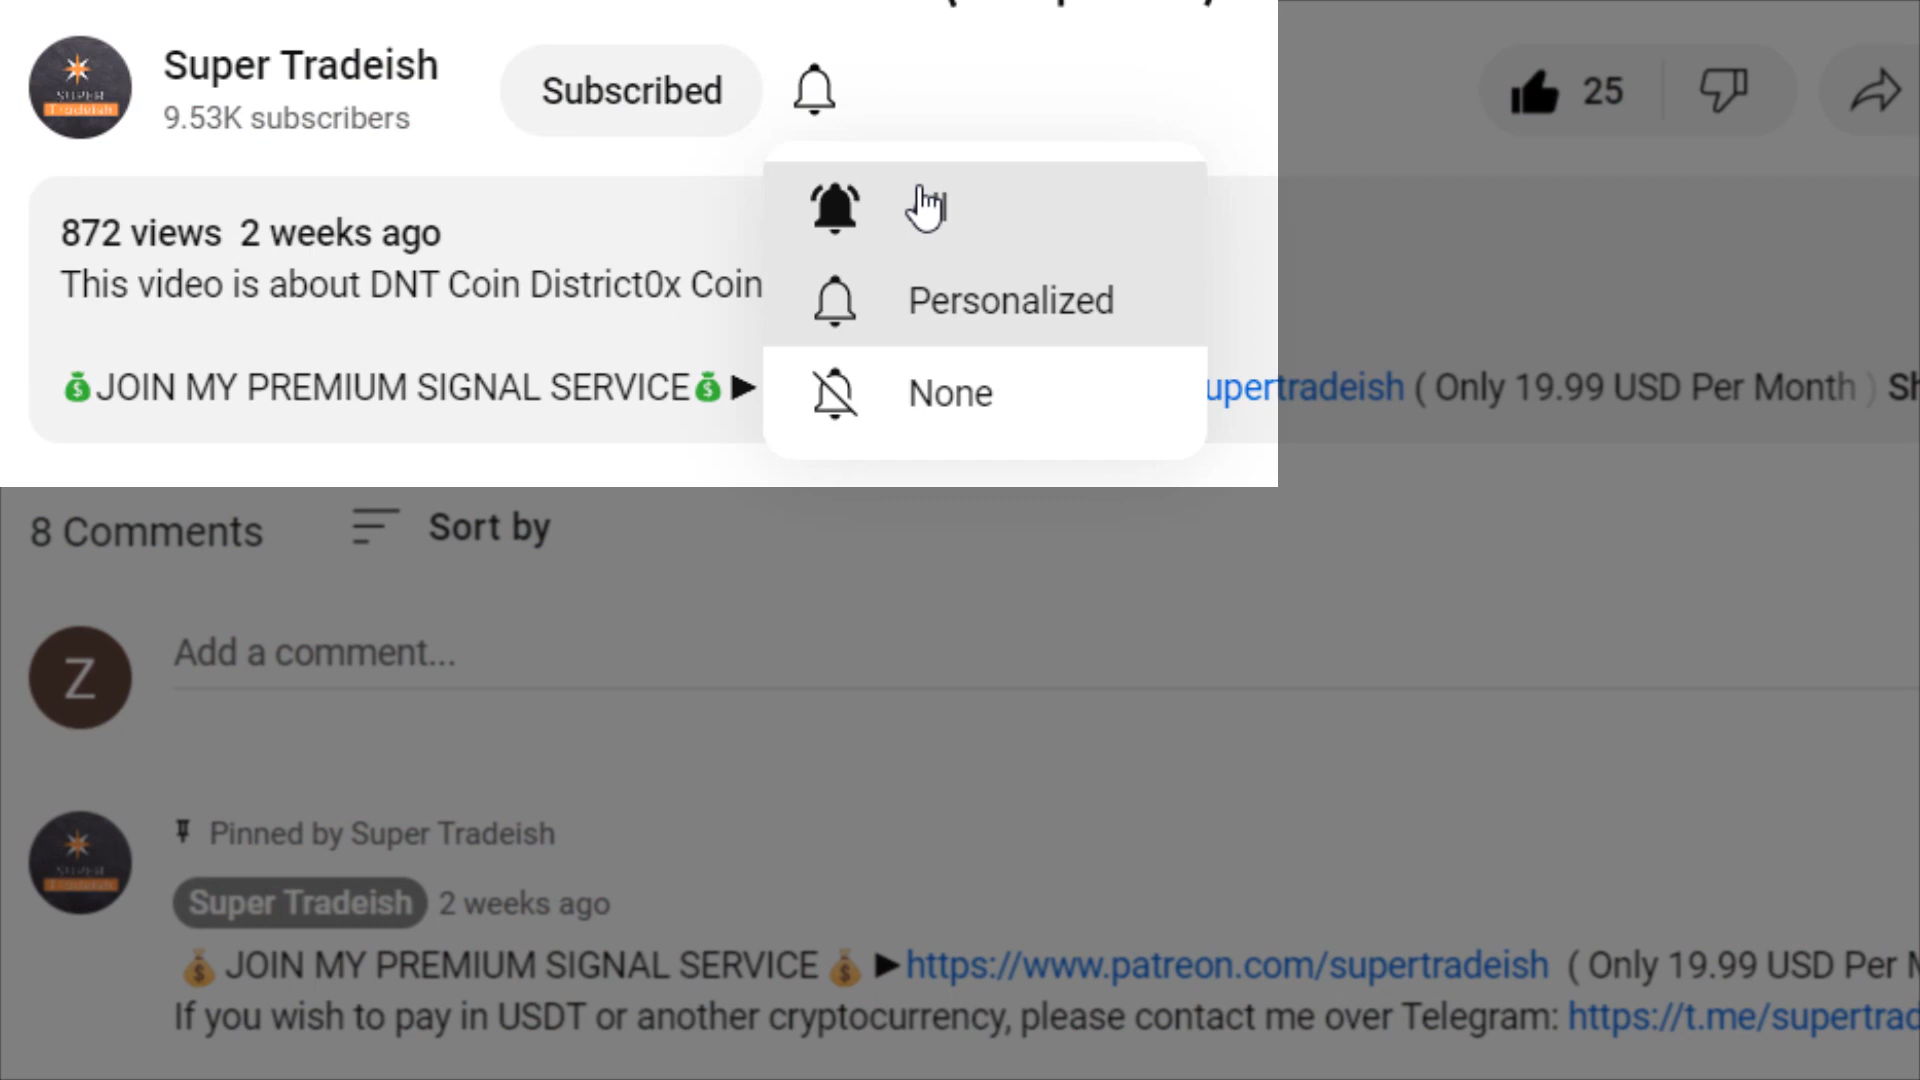 Super Tradeish
9.53K subscribers
Subscribed
25
872 views 2 weeks ago
This video is about DNT Coin District0x Coin
💰JOIN MY PREMIUM SIGNAL SERVICE💰►
upertradeish ( Only 19.99 USD Per Month ) Sh
Personalized
None
8 Comments
Sort by
Z
Add a comment...
Pinned by Super Tradeish
Super Tradeish 2 weeks ago
💰 JOIN MY PREMIUM SIGNAL SERVICE 💰 ►https://www.patreon.com/supertradeish ( Only 19.99 USD Per M
If you wish to pay in USDT or another cryptocurrency, please contact me over Telegram: https://t.me/supertrad